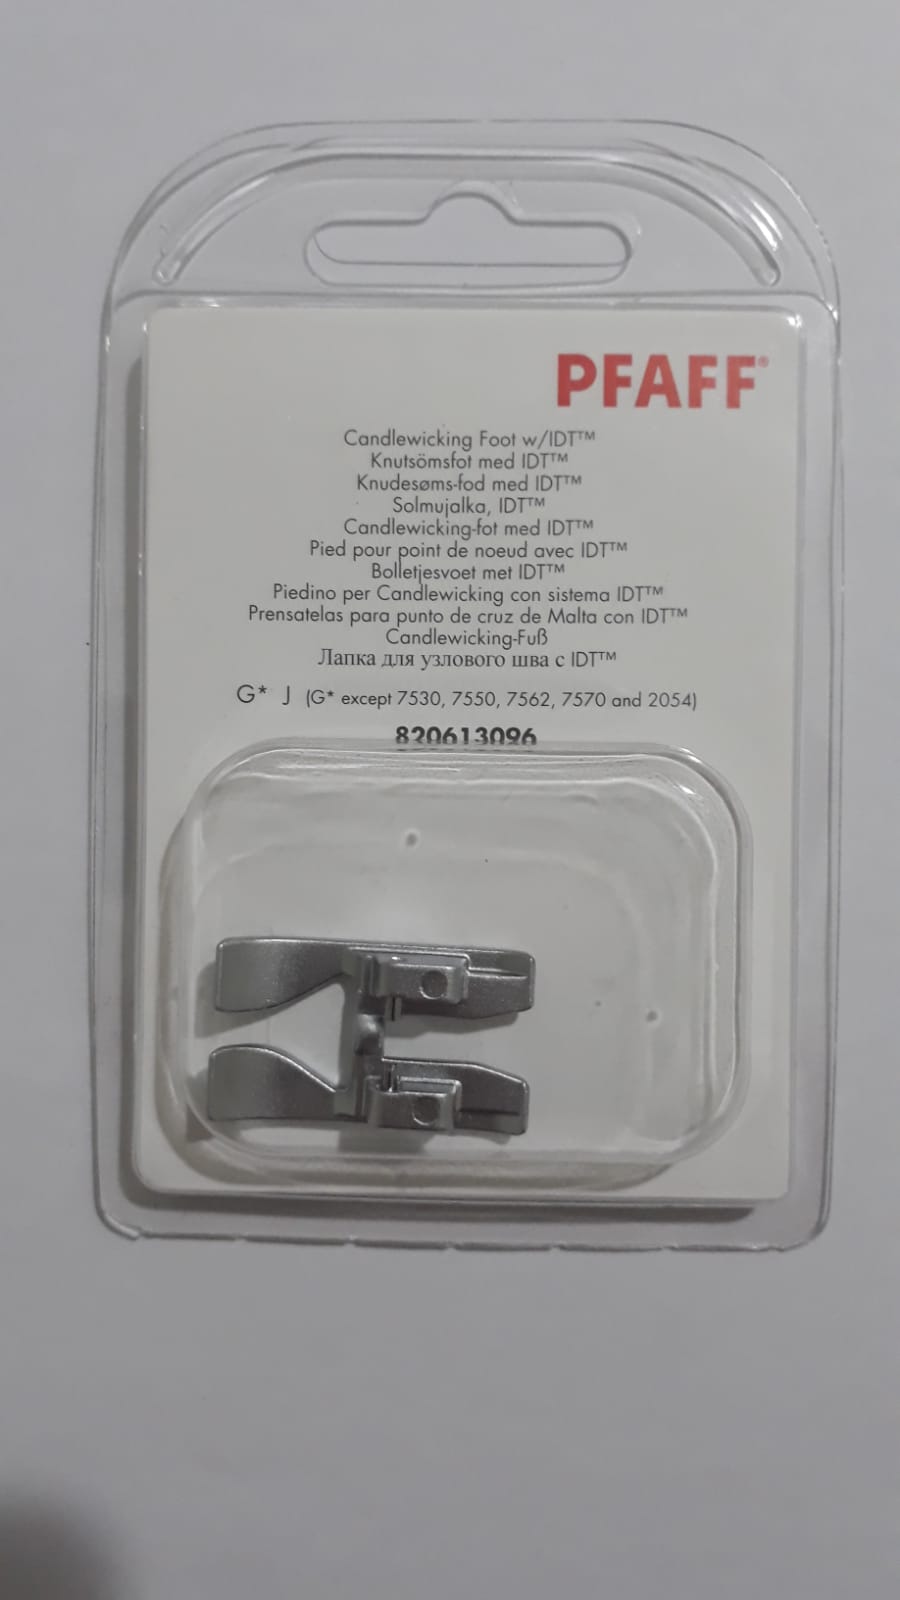 PFAFF®
Candlewicking Foot w/IDT™
Knutsömsfot med IDT™
Knudesøms-fod med IDT™
Solmujalka, IDT™
Candlewicking-fot med IDT™
Pied pour point de noeud avec IDT™
Bolletjesvoet met IDT™
Piedino per Candlewicking con sistema IDT™
Prensatelas para punto de cruz de Malta con IDT™
Candlewicking-Fuß
Лапка для узлового шва с IDT™
G* J (G* except 7530, 7550, 7562, 7570 and 2054)
820613096